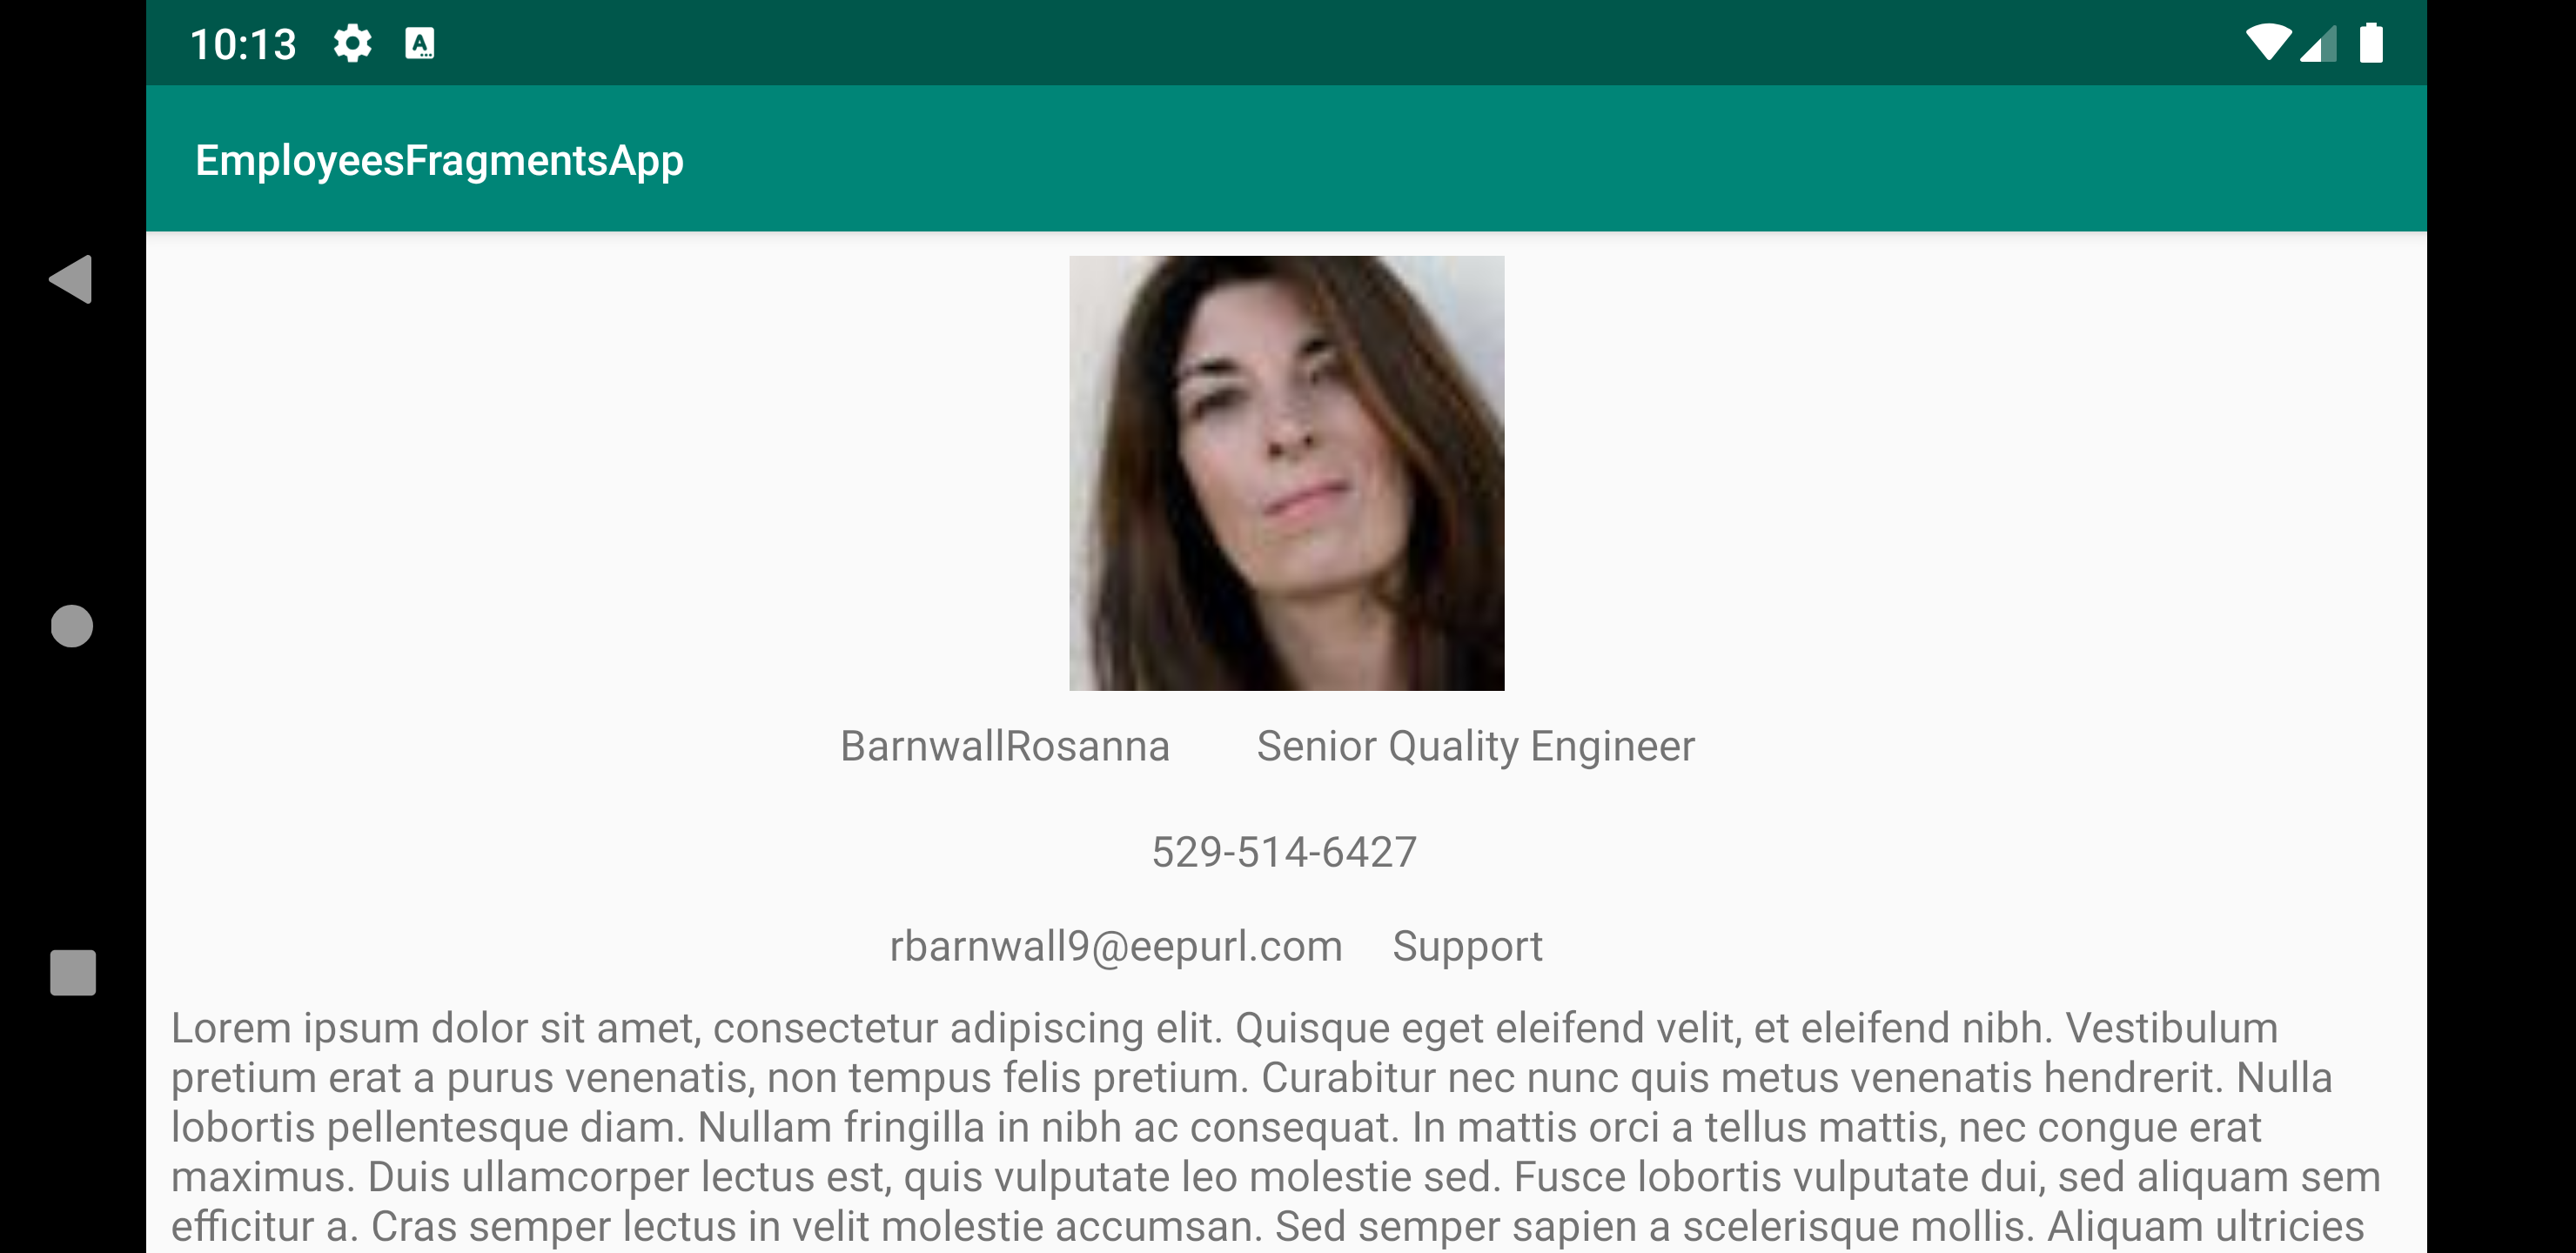 10:13
EmployeesFragmentsApp
BarnwallRosanna Senior Quality Engineer
529-514-6427
rbarnwall9@eepurl.com Support
Lorem ipsum dolor sit amet, consectetur adipiscing elit. Quisque eget eleifend velit, et eleifend nibh. Vestibulum
pretium erat a purus venenatis, non tempus felis pretium. Curabitur nec nunc quis metus venenatis hendrerit. Nulla
lobortis pellentesque diam. Nullam fringilla in nibh ac consequat. In mattis orci a tellus mattis, nec congue erat
maximus. Duis ullamcorper lectus est, quis vulputate leo molestie sed. Fusce lobortis vulputate dui, sed aliquam sem
efficitur a. Cras semper lectus in velit molestie accumsan. Sed semper sapien a scelerisque mollis. Aliquam ultricies